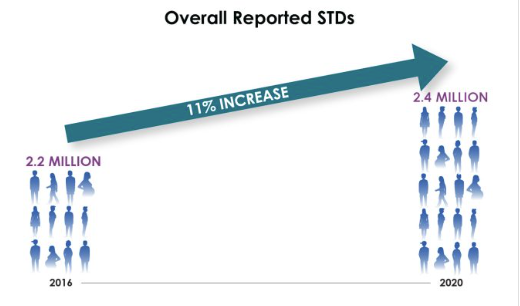 Overall Reported STDs
11% INCREASE
2.4 MILLION
2.2 MILLION
2016
2020